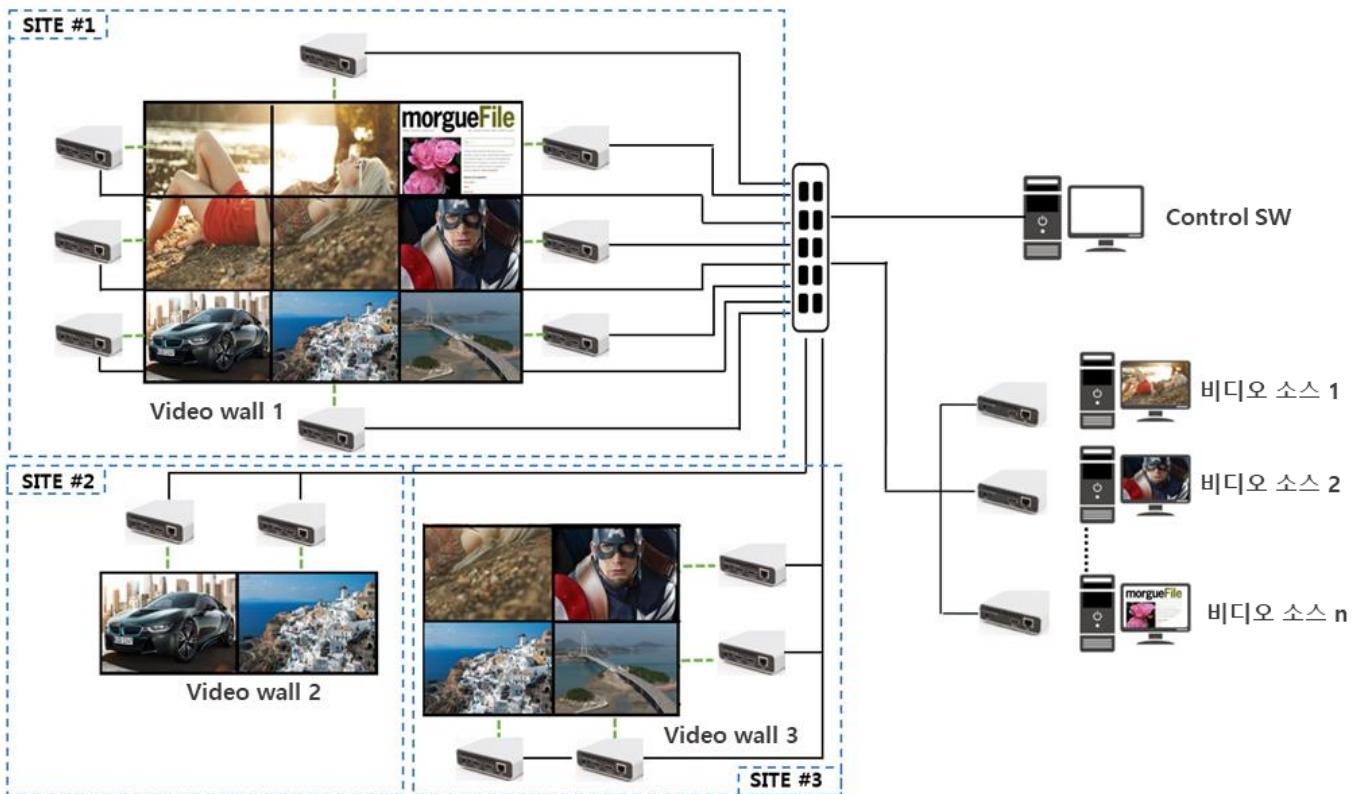 SITE #1
morgueFile
Video wall 1
Control SW
비디오 소스 1
비디오 소스 2
morgueFile
비디오 소스 n
SITE #2
Video wall 2
Video wall 3
SITE #3